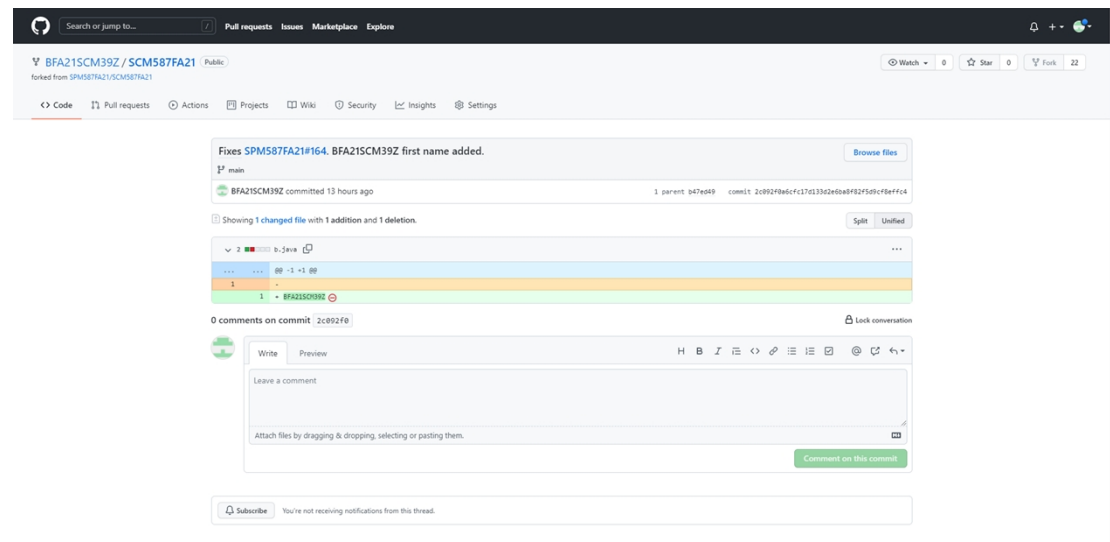 Search or jump to... / Pull requests Issues Marketplace Explore
BFA21SCM39Z / SCM587FA21 Public Watch 0 Star 0 Fork 22
forked from SPM587FA21/SCM587FA21
<> Code Pull requests Actions Projects Wiki Security Insights Settings
Fixes SPM587FA21#164. BFA21SCM39Z first name added. Browse files
main
BFA21SCM39Z committed 13 hours ago 1 parent b47ed49 commit 2c092f0a6cfc17d133d2e6ba8f82f5d9cf8effc4
Showing 1 changed file with 1 addition and 1 deletion. Split Unified
2 b.java ...
... ... @@ -1 +1 @@
1 -
1 + BFA21SCM39Z
0 comments on commit 2c092f0 Lock conversation
Write Preview H B I <> @
Leave a comment
Attach files by dragging & dropping, selecting or pasting them.
Comment on this commit
Subscribe You're not receiving notifications from this thread.